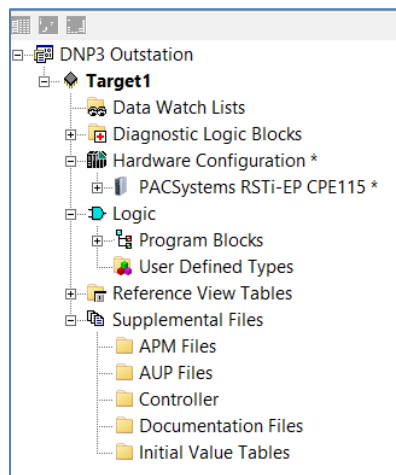 DNP3 Outstation
Target1
Data Watch Lists
Diagnostic Logic Blocks
Hardware Configuration *
PACSystems RSTi-EP CPE115 *
Logic
Program Blocks
User Defined Types
Reference View Tables
Supplemental Files
APM Files
AUP Files
Controller
Documentation Files
Initial Value Tables